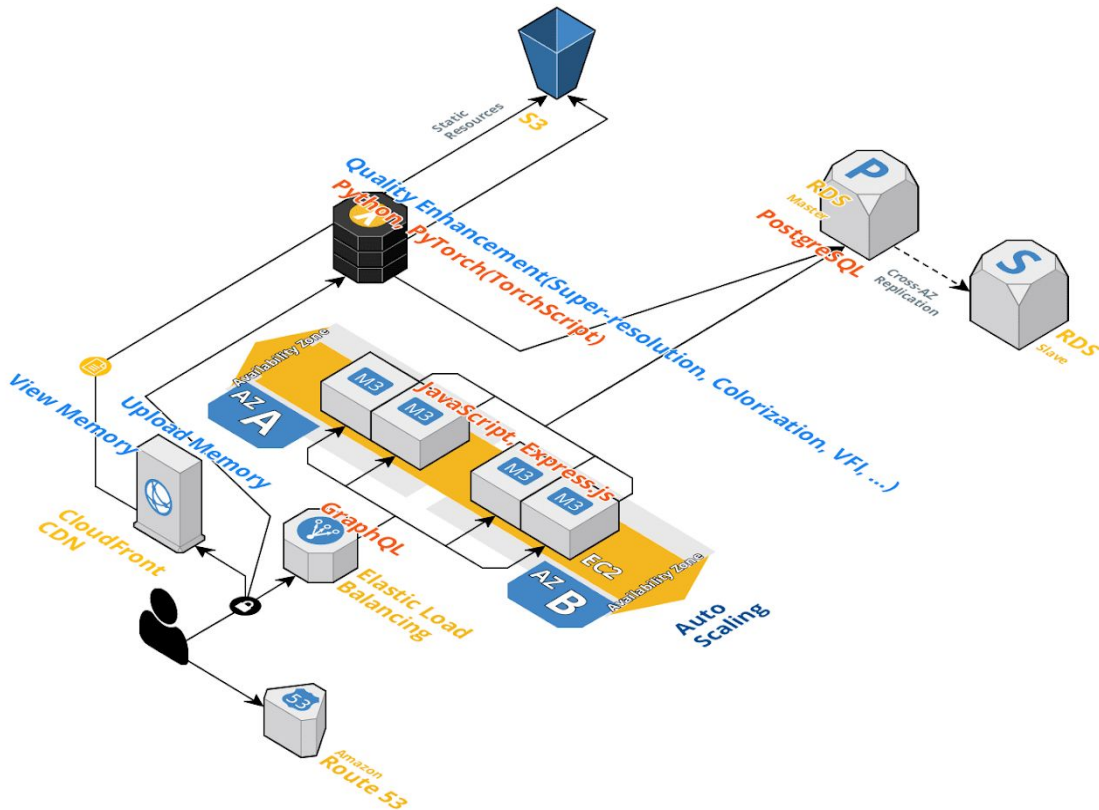 Static
Resources
S3
Quality Enhancement(Super-resolution, Colorization, VFI, ...)
Python, PyTorch(TorchScript)
P
RDS
Master
PostgresQL
Cross-AZ
Replication
S
RDS
Slave
Availability Zone
AZ
A
M3
M3
JavaScript, Express.js
M3
M3
EC2
Availability Zone
AZ
B
Auto
Scaling
View Memory
Upload Memory
CloudFront
CDN
GraphQL
Elastic Load
Balancing
53
Amazon
Route 53